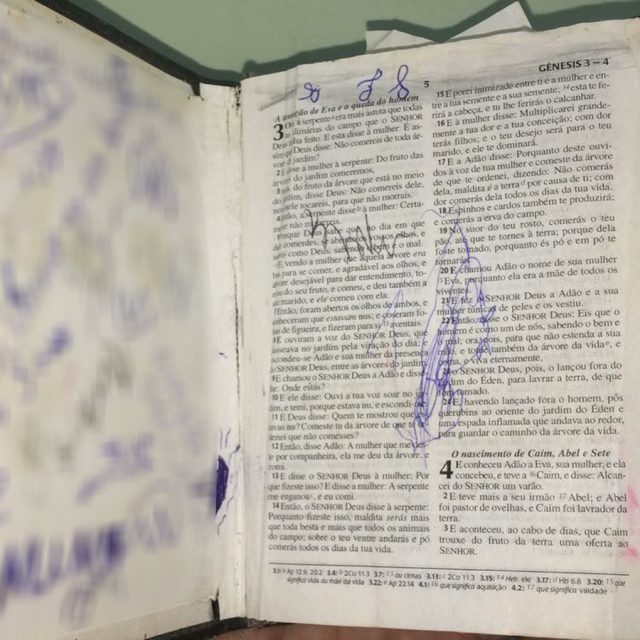 GÊNESIS 3 – 4
5
A tentação de Eva e a queda do homem
3 Ora, a serpente era mais astuta que todas
as alimárias do campo que o SENHOR
Deus tinha feito. E esta disse à mulher: É as-
sim que Deus disse: Não comereis de toda ár-
vore do jardim?
2 E disse a mulher à serpente: Do fruto das
árvores do jardim comeremos,
3 mas, do fruto da árvore que está no meio
do jardim, disse Deus: Não comereis dele,
nem nele tocareis, para que não morrais.
4 Então, a serpente disse à mulher: Certa-
dia em que
comerdes
olhos, e
sereis como Deus, sabendo o mal.
vendo a mulher que aquela árvore era
boa para se comer, e agradável aos olhos, e
árvore desejável para dar entendimento, to-
mou do seu fruto, e comeu, e deu também a
seu marido, e ele comeu com ela.
7 Então, foram abertos os olhos de ambos, e
conheceram que estavam nus; e coseram fo-
lhas de figueira, e fizeram para si aventais.
8 E ouviram a voz do SENHOR Deus, que
passeava no jardim pela viração do dia; e
escondeu-se Adão e sua mulher da presença
do SENHOR Deus, entre as árvores do jardim.
9 E chamou o SENHOR Deus a Adão e disse-
lhe: Onde estás?
10 E ele disse: Ouvi a tua voz soar no jar-
dim, e temi, porque estava nu, e escondi-me.
11 E Deus disse: Quem te mostrou que es-
tavas nu? Comeste tu da árvore de que te or-
denei que não comesses?
12 Então, disse Adão: A mulher que me des-
te por companheira, ela me deu da árvore, e
comi.
13 E disse o SENHOR Deus à mulher: Por
que fizeste isso? E disse a mulher: A serpente
me enganou, e eu comi.
14 Então, o SENHOR Deus disse à serpente:
Porquanto fizeste isso, maldita serás mais
que toda besta e mais que todos os animais
do campo; sobre o teu ventre andarás e pó
comerás todos os dias da tua vida.
15 E porei inimizade entre ti e a mulher e en-
tre a tua semente e a sua semente; esta te fe-
rirá a cabeça, e tu lhe ferirás o calcanhar.
16 E à mulher disse: Multiplicarei grande-
mente a tua dor e a tua conceição; com dor
terás filhos; e o teu desejo será para o teu
marido, e ele te dominará.
17 E a Adão disse: Porquanto deste ouvi-
dos à voz de tua mulher e comeste da árvore
de que te ordenei, dizendo: Não comerás
dela, maldita é a terra por causa de ti; com
dor comerás dela todos os dias da tua vida.
18 Espinhos e cardos também te produzirá;
e comerás a erva do campo.
19 No suor do teu rosto, comerás o teu
pão, até que te tornes à terra; porque dela
foste tomado, porquanto és pó e em pó te
tornarás.
20 E chamou Adão o nome de sua mulher
Eva, porquanto ela era a mãe de todos os
viventes.
21 E fez o SENHOR Deus a Adão e a sua
mulher túnicas de peles e os vestiu.
22 Então, disse o SENHOR Deus: Eis que o
homem é como um de nós, sabendo o bem e
o mal; ora, pois, para que não estenda a sua
mão, e tome também da árvore da vida, e
coma, e viva eternamente,
23 o SENHOR Deus, pois, o lançou fora do
jardim do Éden, para lavrar a terra, de que
fora tomado.
24 E, havendo lançado fora o homem, pôs
querubins ao oriente do jardim do Éden e
uma espada inflamada que andava ao redor,
para guardar o caminho da árvore da vida.
O nascimento de Caim, Abel e Sete
4 E conheceu Adão a Eva, sua mulher, e ela
concebeu, e teve a Caim, e disse: Alcan-
cei do SENHOR um varão.
2 E teve mais a seu irmão Abel; e Abel
foi pastor de ovelhas, e Caim foi lavrador da
terra.
3 E aconteceu, ao cabo de dias, que Caim
trouxe do fruto da terra uma oferta ao
SENHOR.
3.1: Ap 12.9; 20.2 3.4: 2Co 11.3 3.7: ou cintas 3.13: 2Co 11.3 3.15: Heb. ele 3.17: Hb 6.8 3.20: que
significa vida ou mãe da vida 3.22: Ap 22.14 4.1: que significa aquisição 4.2: que significa vaidade